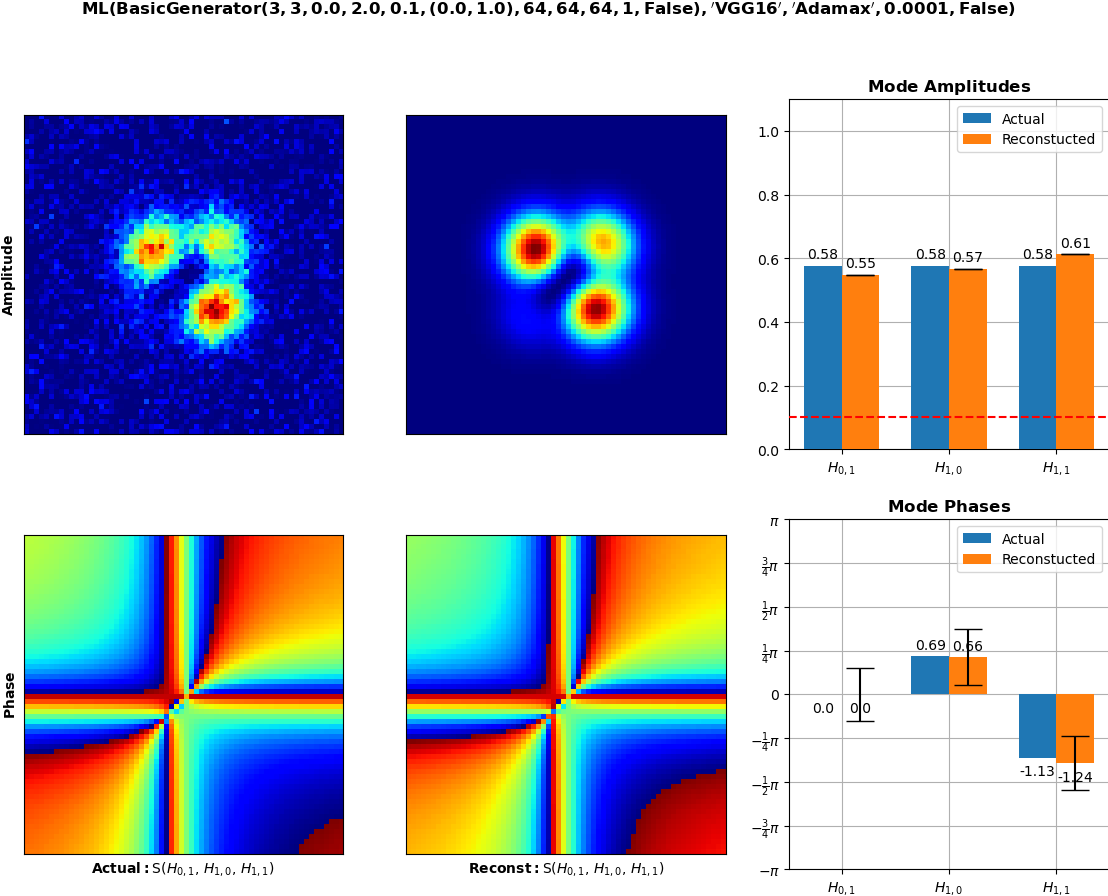 ML(BasicGenerator(3, 3, 0.0, 2.0, 0.1, (0.0, 1.0), 64, 64, 64, 1, False), ′VGG16′, ′Adamax′, 0.0001, False)
Amplitude
Mode Amplitudes
Actual
Reconstucted
1.0
0.8
0.6
0.4
0.2
0.0
0.58
0.55
0.58
0.57
0.58
0.61
H0,1
H1,0
H1,1
Phase
Actual: S(H0,1, H1,0, H1,1)
Reconst: S(H0,1, H1,0, H1,1)
Mode Phases
Actual
Reconstucted
π
3/4π
1/2π
1/4π
0
−1/4π
−1/2π
−3/4π
−π
0.0
0.0
0.69
0.66
-1.13
-1.24
H0,1
H1,0
H1,1